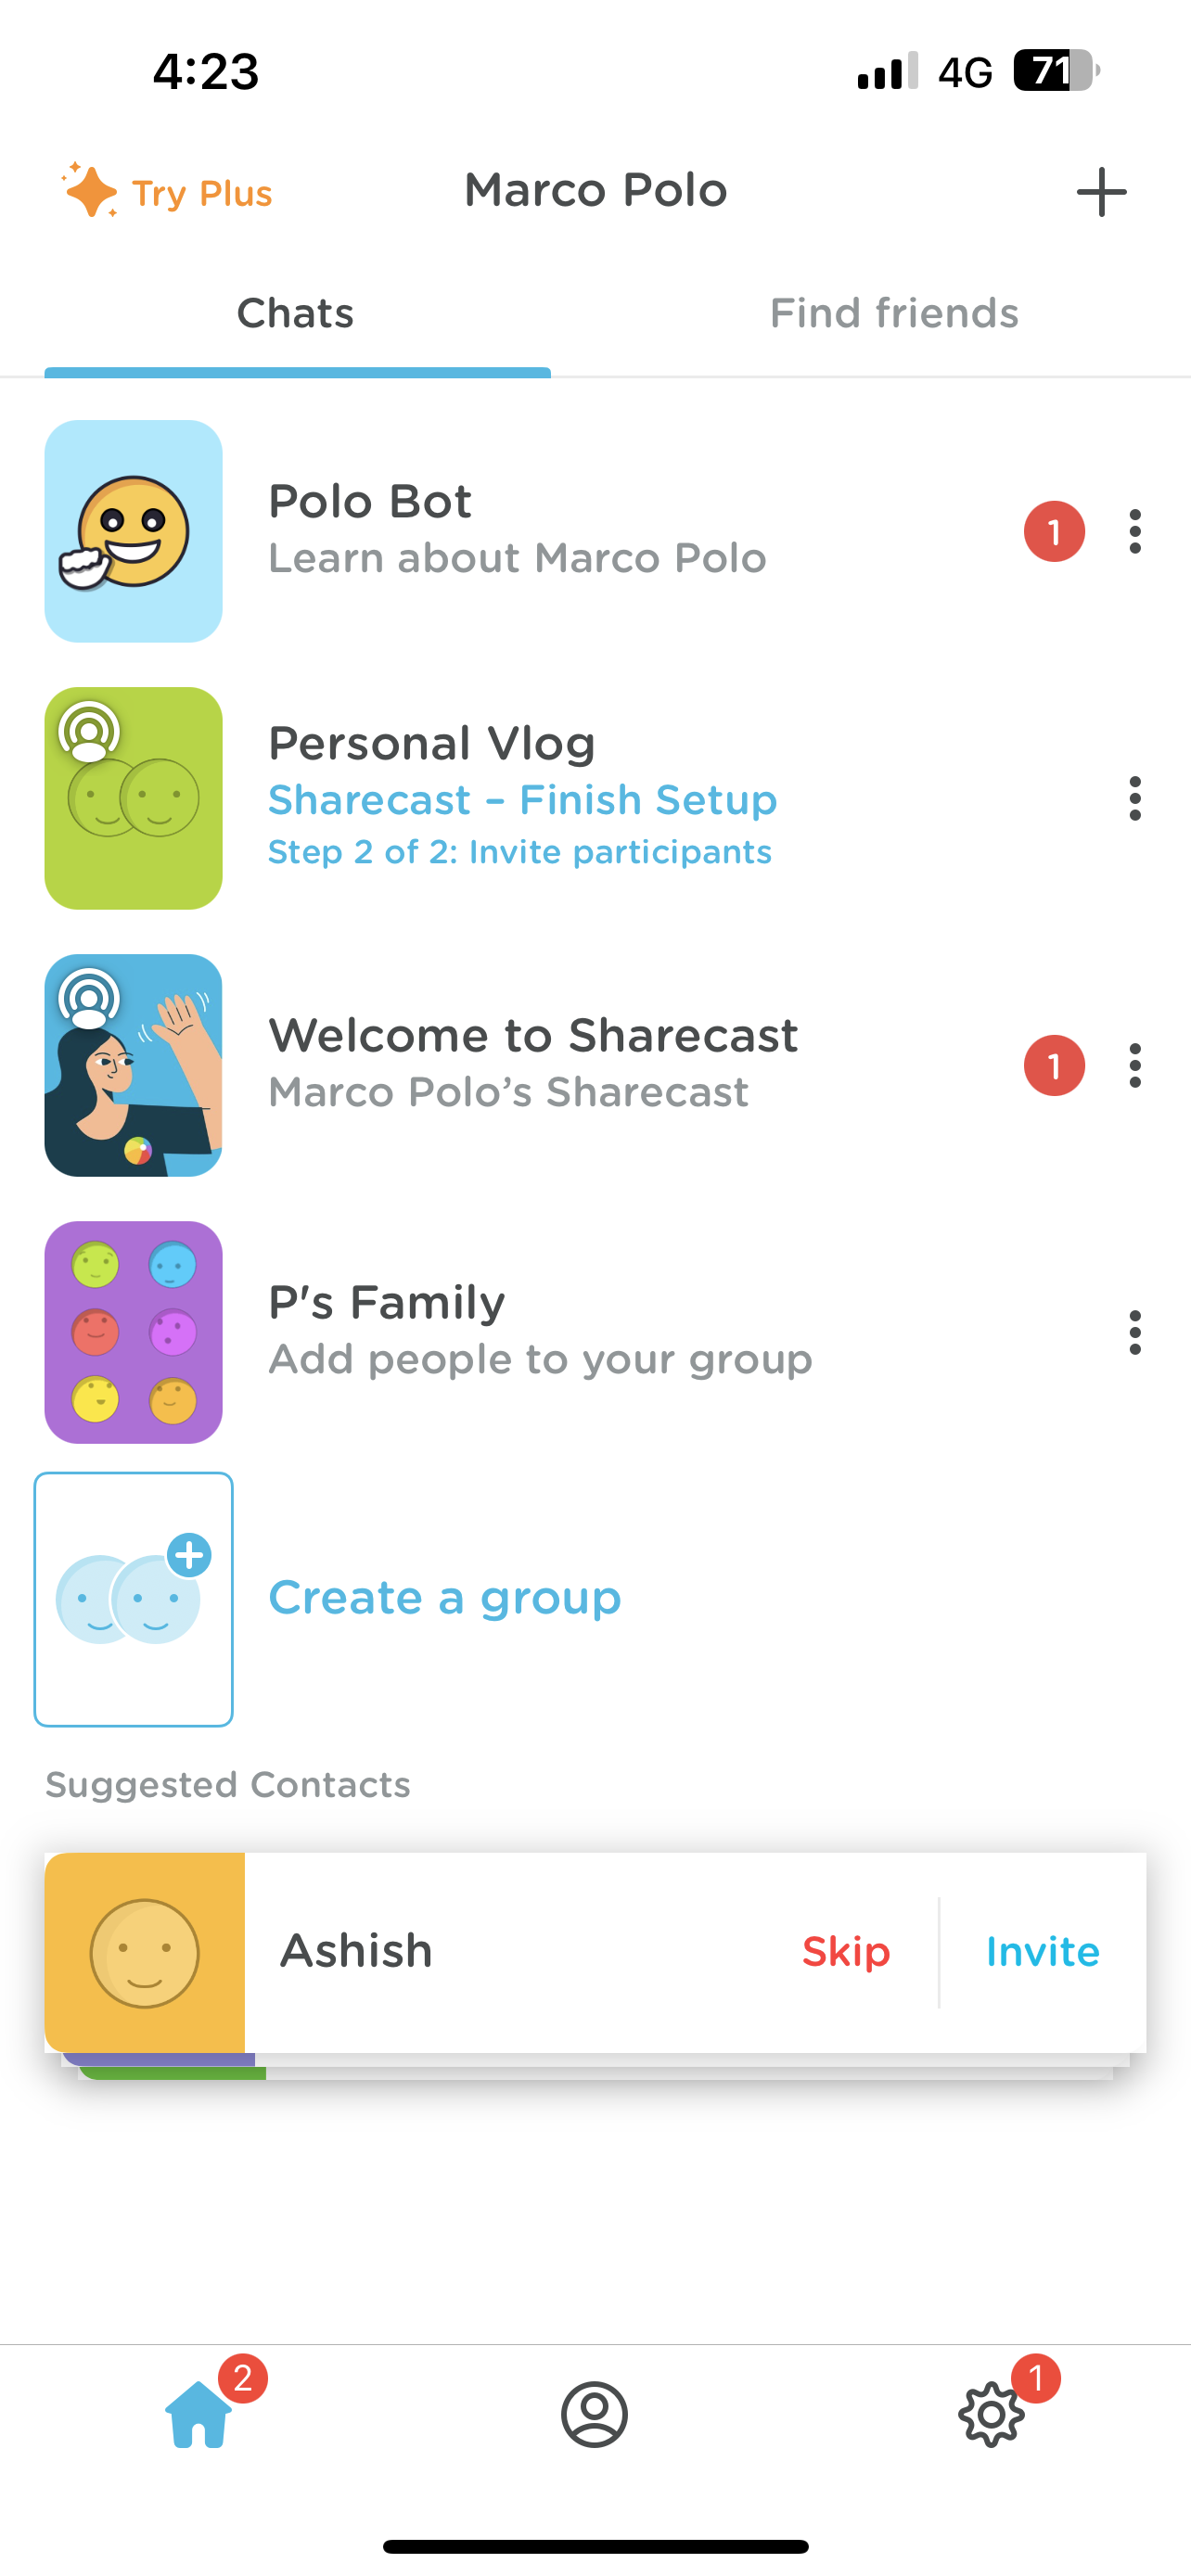 4:23
4G
71
Try Plus
Marco Polo
Chats
Find friends
Polo Bot
Learn about Marco Polo
1
Personal Vlog
Sharecast – Finish Setup
Step 2 of 2: Invite participants
Welcome to Sharecast
Marco Polo’s Sharecast
1
P's Family
Add people to your group
Create a group
Suggested Contacts
Ashish
Skip
Invite
2
1